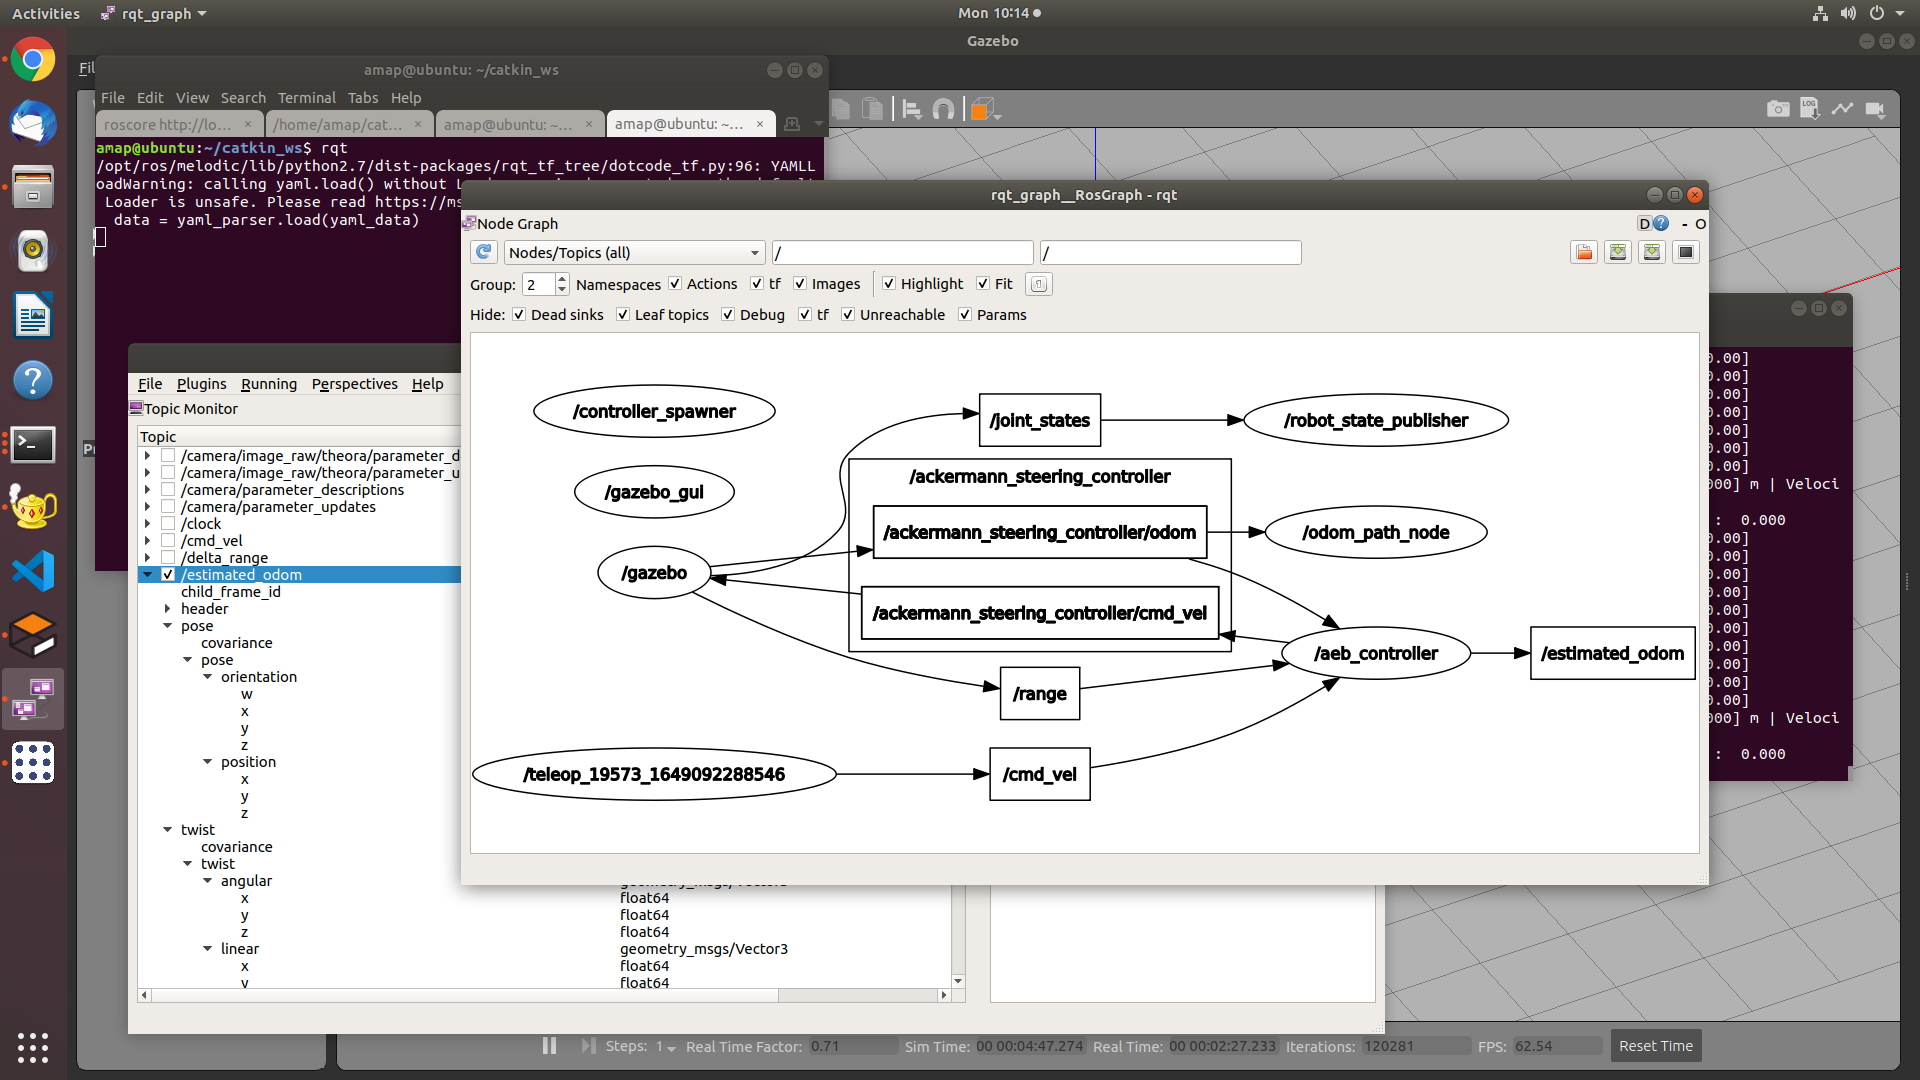 Activities
rqt_graph
Mon 10:14
Gazebo
amap@ubuntu: ~/catkin_ws
File Edit View Search Terminal Tabs Help
roscore http://lo...
/home/amap/cat...
amap@ubuntu: ~...
amap@ubuntu: ~...
amap@ubuntu:~/catkin_ws$ rqt
/opt/ros/melodic/lib/python2.7/dist-packages/rqt_tf_tree/dotcode_tf.py:96: YAMLL
oadWarning: calling yaml.load() without
Loader is unsafe. Please read https://ms
data = yaml_parser.load(yaml_data)
rqt_graph__RosGraph - rqt
Node Graph
D
- O
Nodes/Topics (all)
/
/
Group: 2 Namespaces Actions tf Images Highlight Fit
Hide: Dead sinks Leaf topics Debug tf Unreachable Params
/controller_spawner
/joint_states
/robot_state_publisher
/ackermann_steering_controller
/gazebo_gui
/ackermann_steering_controller/odom
/odom_path_node
/gazebo
/ackermann_steering_controller/cmd_vel
/aeb_controller
/estimated_odom
/range
/teleop_19573_1649092288546
/cmd_vel
File Plugins Running Perspectives Help
Topic Monitor
Topic
/camera/image_raw/theora/parameter_d
/camera/image_raw/theora/parameter_u
/camera/parameter_descriptions
/camera/parameter_updates
/clock
/cmd_vel
/delta_range
/estimated_odom
child_frame_id
header
pose
covariance
pose
orientation
w
x
y
z
position
x
y
z
twist
covariance
twist
angular
x float64
y float64
z float64
linear geometry_msgs/Vector3
x float64
y float64
0.00]
0.00]
0.00]
0.00]
0.00]
0.00]
0.00]
000] m | Veloci
: 0.000
0.00]
0.00]
0.00]
0.00]
0.00]
0.00]
0.00]
0.00]
0.00]
0.00]
000] m | Veloci
: 0.000
Steps: 1 Real Time Factor: 0.71 Sim Time: 00 00:04:47.274 Real Time: 00 00:02:27.233 Iterations: 120281 FPS: 62.54 Reset Time